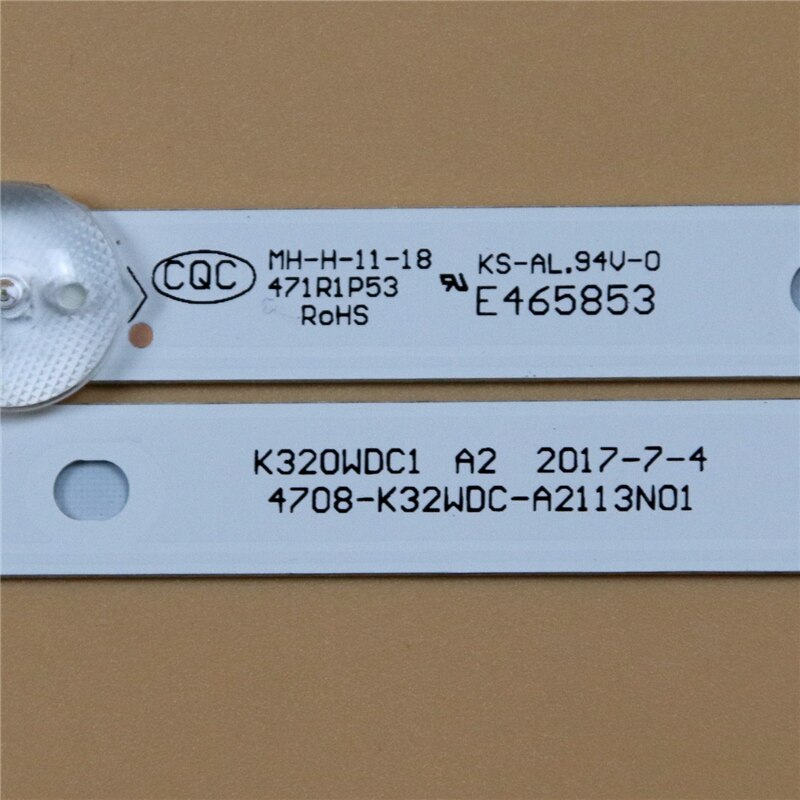 CQC
MH-H-11-18
471R1P53
RoHS
KS-AL.94V-0
E465853
K320WDC1 A2 2017-7-4
4708-K32WDC-A2113N01